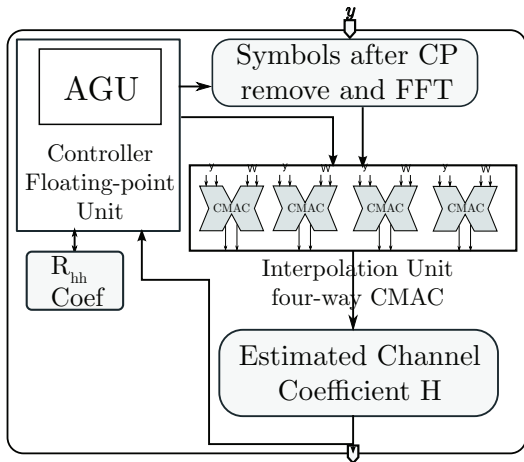 y
Symbols after CP
remove and FFT
AGU
Controller
Floating-point
Unit
y W y W y W y W
CMAC CMAC CMAC CMAC
R_hh
Coef
Interpolation Unit
four-way CMAC
Estimated Channel
Coefficient H